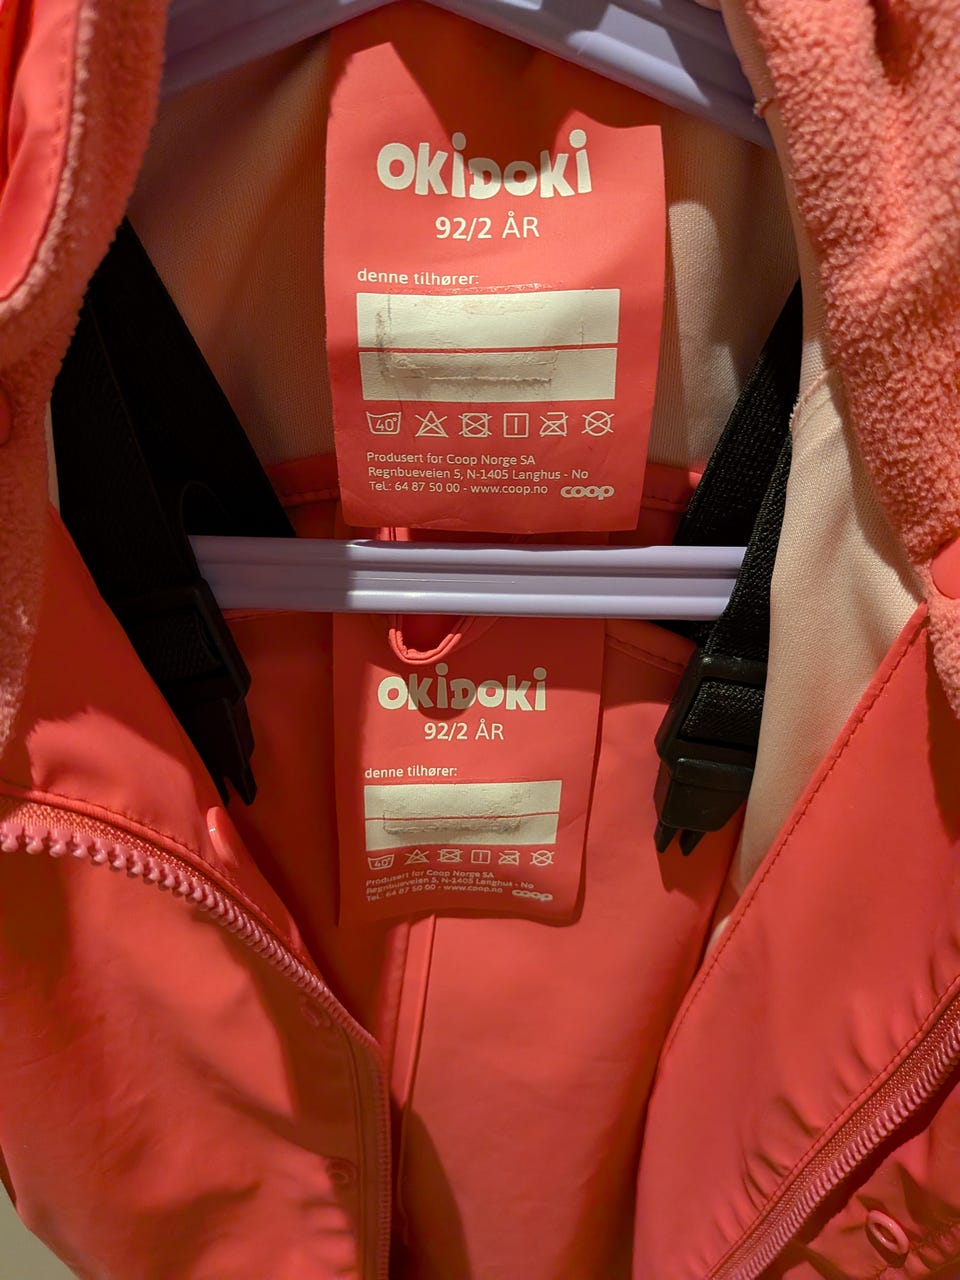 OKIDOKI
92/2 ÅR
denne tilhører:
40°
Produsert for Coop Norge SA
Regnbueveien 5, N-1405 Langhus - No
Tel.: 64 87 50 00 - www.coop.no coop
OKIDOKI
92/2 ÅR
denne tilhører:
40°
Produsert for Coop Norge SA
Regnbueveien 5, N-1405 Langhus - No
Tel.: 64 87 50 00 - www.coop.no coop